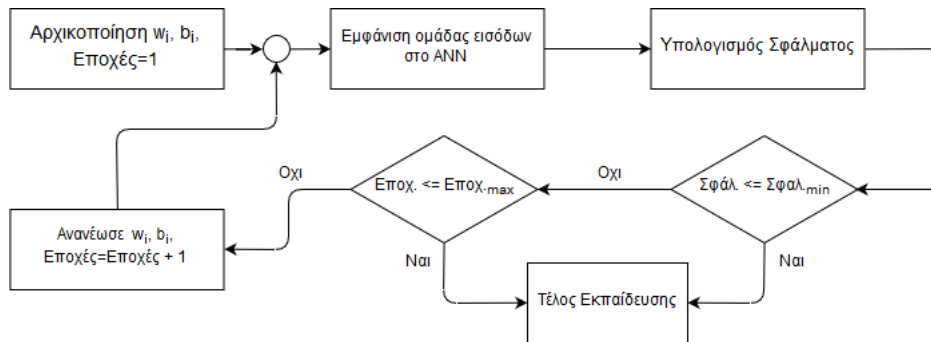 Αρχικοποίηση wi, bi,
Εποχές=1
Εμφάνιση ομάδας εισόδων
στο ANN
Υπολογισμός Σφάλματος
Οχι
Εποχ. <= Εποχ.max
Οχι
Σφάλ. <= Σφαλ.min
Ανανέωσε wi, bi,
Εποχές=Εποχές + 1
Ναι
Ναι
Τέλος Εκπαίδευσης